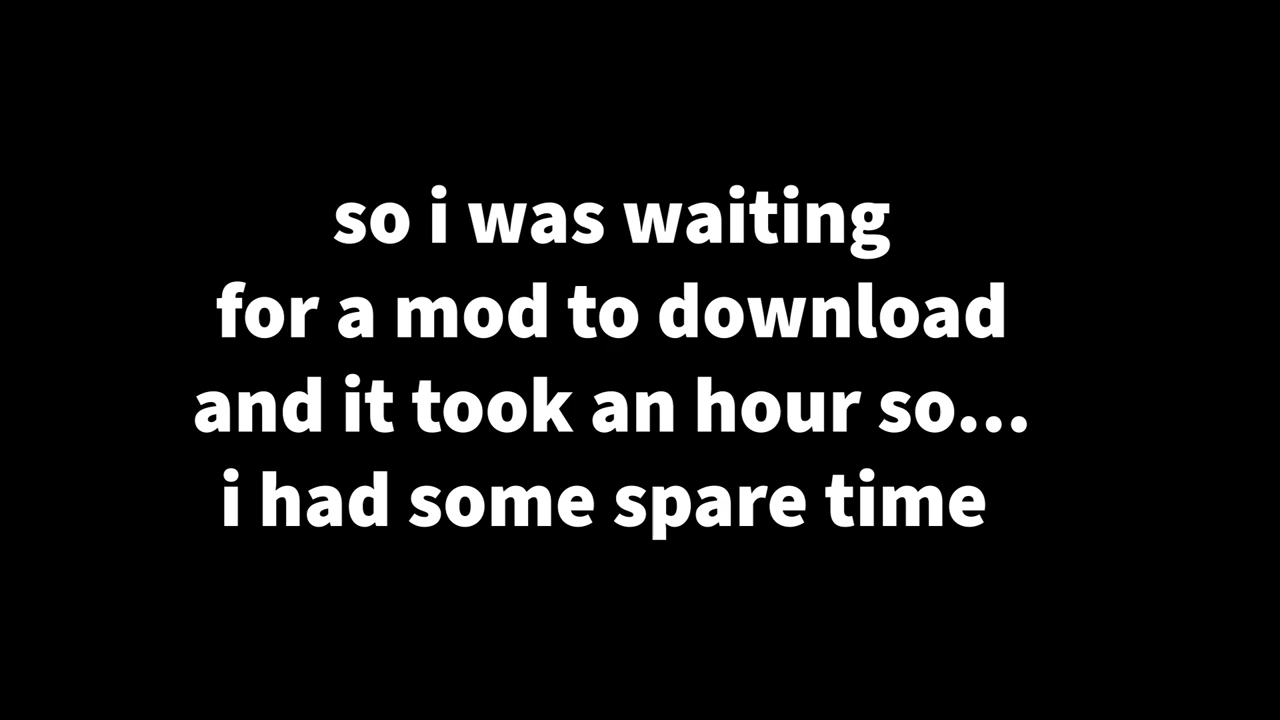 so i was waiting
for a mod to download
and it took an hour so...
i had some spare time